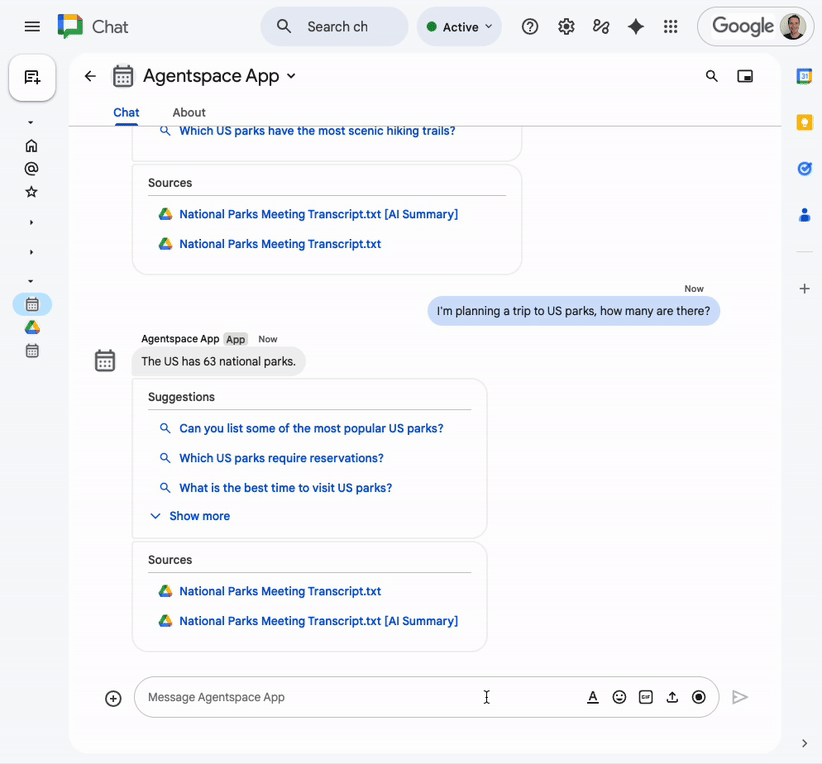 Chat
Search ch
Active
Google
Agentspace App
Chat
About
Which US parks have the most scenic hiking trails?
Sources
National Parks Meeting Transcript.txt [AI Summary]
National Parks Meeting Transcript.txt
Now
I'm planning a trip to US parks, how many are there?
Agentspace App App Now
The US has 63 national parks.
Suggestions
Can you list some of the most popular US parks?
Which US parks require reservations?
What is the best time to visit US parks?
Show more
Sources
National Parks Meeting Transcript.txt
National Parks Meeting Transcript.txt [AI Summary]
Message Agentspace App
A
GIF
31